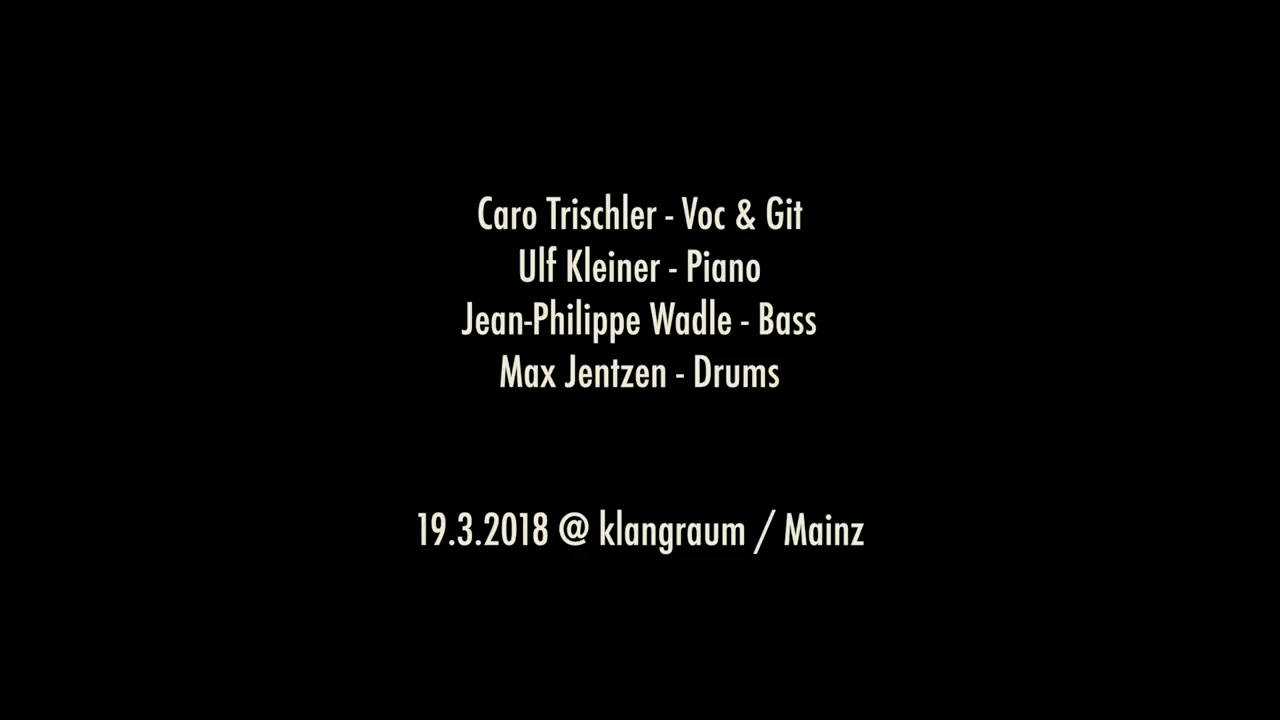 Caro Trischler - Voc & Git
Ulf Kleiner - Piano
Jean-Philippe Wadle - Bass
Max Jentzen - Drums
19.3.2018 @ klangraum / Mainz